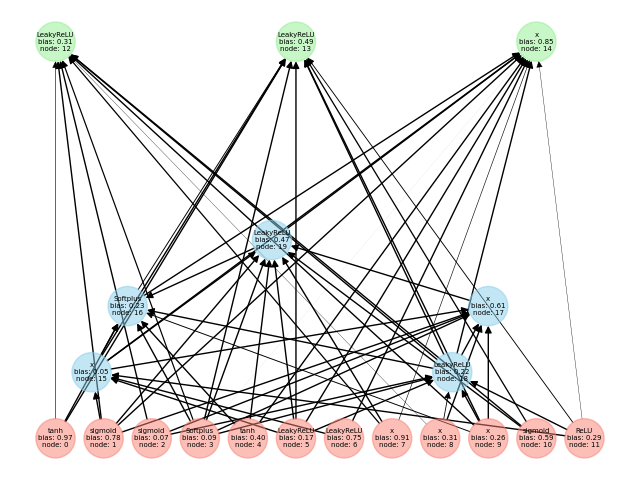 LeakyReLU
bias: 0.31
node: 12
LeakyReLU
bias: 0.49
node: 13
x
bias: 0.85
node: 14
LeakyReLU
bias: 0.47
node: 19
Softplus
bias: 0.23
node: 16
x
bias: 0.61
node: 17
x
bias: 0.05
node: 15
LeakyReLU
bias: 0.22
node: 18
tanh
bias: 0.97
node: 0
sigmoid
bias: 0.78
node: 1
sigmoid
bias: 0.07
node: 2
Softplus
bias: 0.09
node: 3
tanh
bias: 0.40
node: 4
LeakyReLU
bias: 0.17
node: 5
LeakyReLU
bias: 0.75
node: 6
x
bias: 0.91
node: 7
x
bias: 0.31
node: 8
x
bias: 0.26
node: 9
sigmoid
bias: 0.59
node: 10
ReLU
bias: 0.29
node: 11